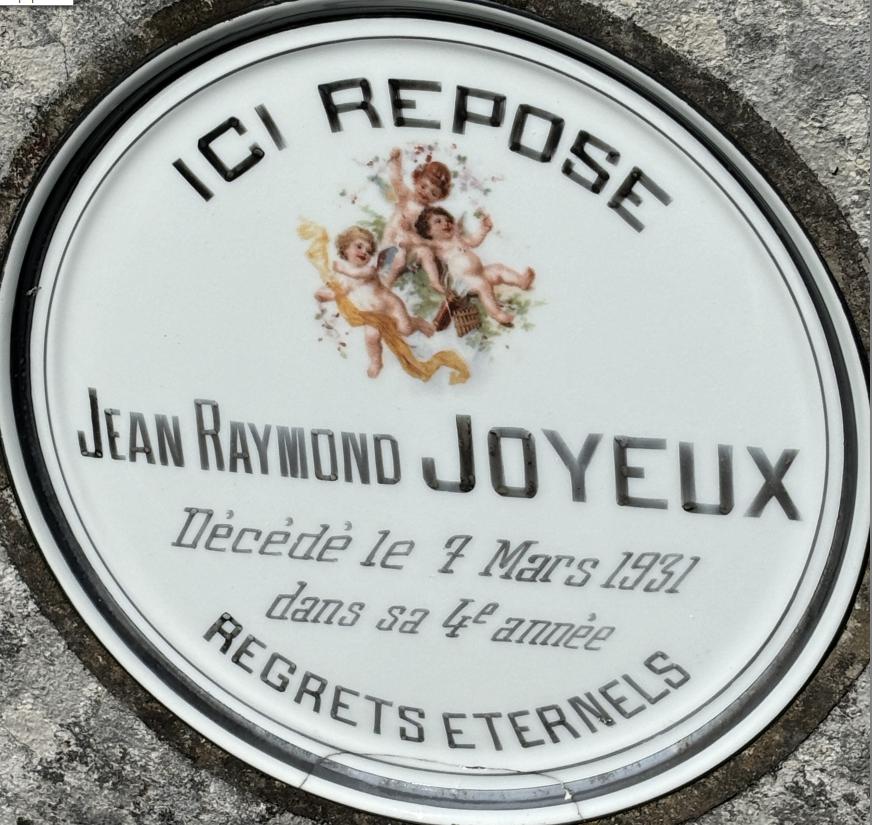 ICI REPOSE
JEAN RAYMOND JOYEUX
Décédé le 7 Mars 1931
dans sa 4e année
REGRETS ETERNELS